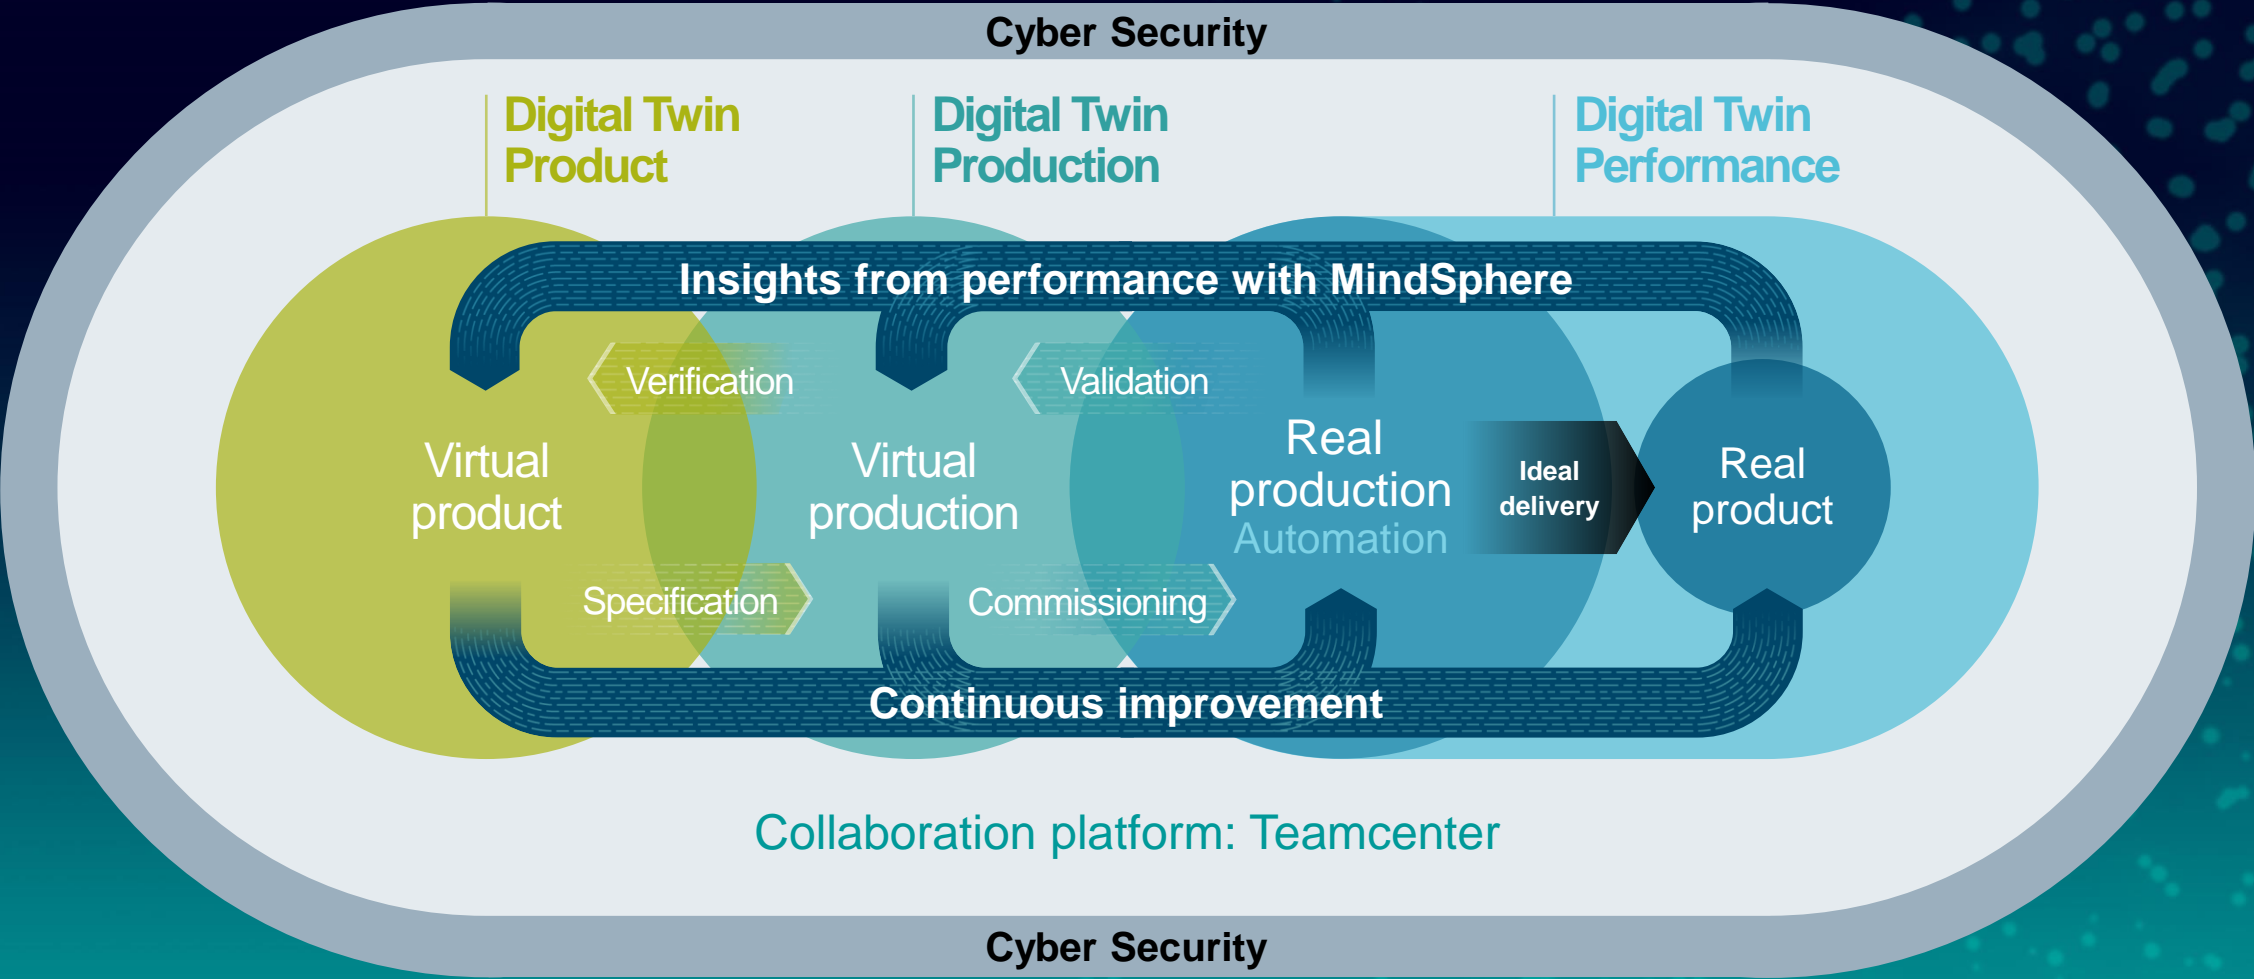 Cyber Security
Digital Twin
Product
Digital Twin
Production
Digital Twin
Performance
Insights from performance with MindSphere
Verification
Validation
Virtual
product
Virtual
production
Real
production
Automation
Ideal
delivery
Real
product
Specification
Commissioning
Continuous improvement
Collaboration platform: Teamcenter
Cyber Security